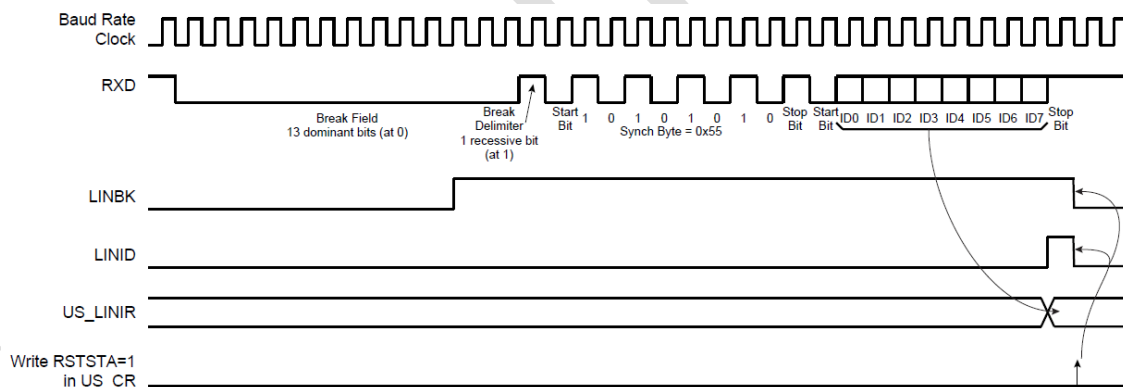 Baud Rate
Clock
RXD
Break Field
13 dominant bits (at 0)
Break
Delimiter
1 recessive bit
(at 1)
Start
Bit
1 0 1 0 1 0 1 0
Synch Byte = 0x55
Stop
Bit
Start
Bit
ID0 ID1 ID2 ID3 ID4 ID5 ID6 ID7
Stop
Bit
LINBK
LINID
US_LINIR
Write RSTSTA=1
in US_CR